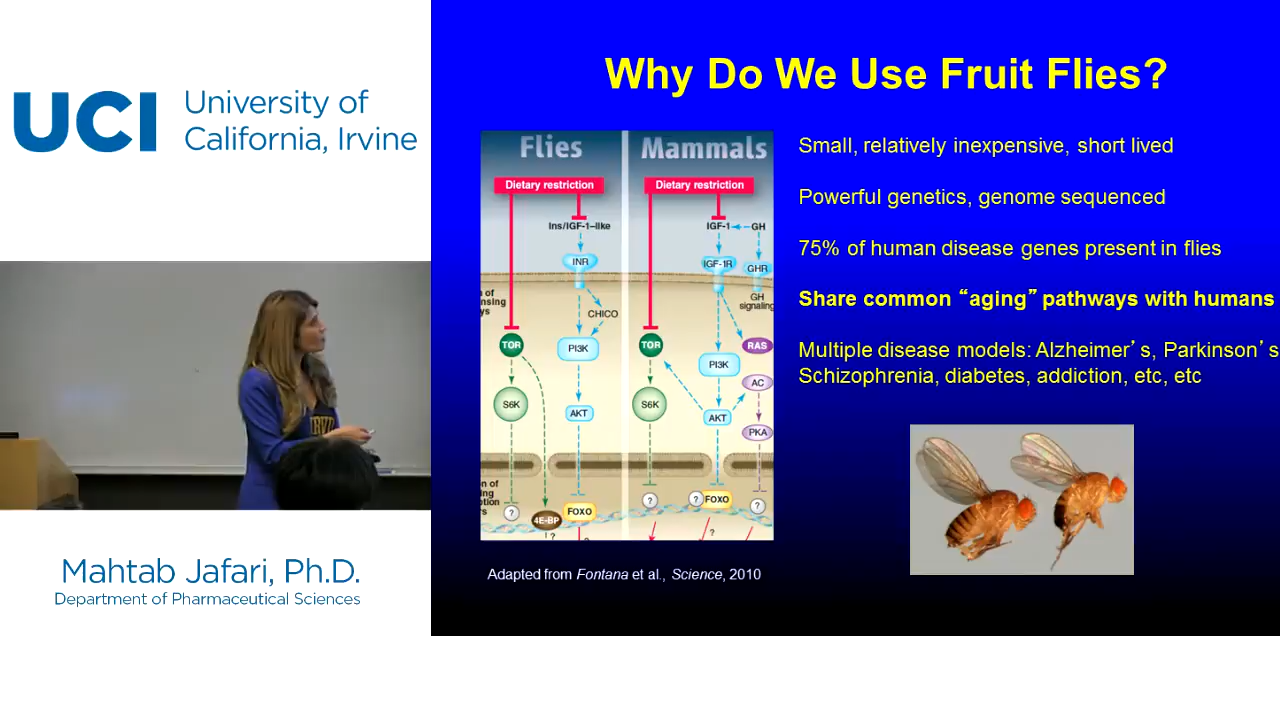 UCI
University of
California, Irvine
Mahtab Jafari, Ph.D.
Department of Pharmaceutical Sciences
Why Do We Use Fruit Flies?
Flies
Dietary restriction
Ins/IGF-1–like
INR
CHICO
PI3K
TOR
S6K
AKT
?
4E-BP
FOXO
?
Mammals
Dietary restriction
IGF-1
GH
IGF-1R
GHR
GH
signaling
TOR
RAS
PI3K
AC
S6K
AKT
PKA
?
?
FOXO
?
?
Adapted from Fontana et al., Science, 2010
Small, relatively inexpensive, short lived
Powerful genetics, genome sequenced
75% of human disease genes present in flies
Share common “aging” pathways with humans
Multiple disease models: Alzheimer’s, Parkinson’s
Schizophrenia, diabetes, addiction, etc, etc